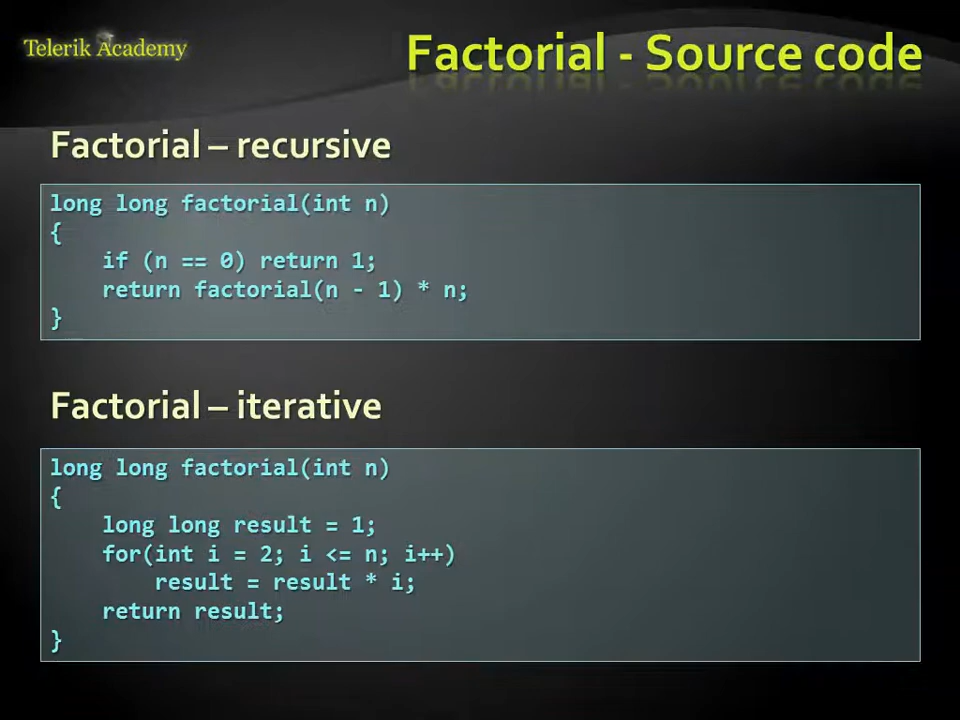 Telerik Academy
Factorial - Source code
Factorial – recursive
long long factorial(int n)
{
    if (n == 0) return 1;
    return factorial(n - 1) * n;
}
Factorial – iterative
long long factorial(int n)
{
    long long result = 1;
    for(int i = 2; i <= n; i++)
        result = result * i;
    return result;
}